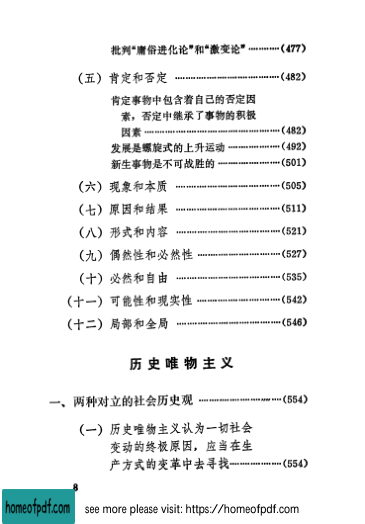 批判“庸俗进化论”和“激变论” …………(477)
(五) 肯定和否定 ……………………………(482)
肯定事物中包含着自己的否定因
素，否定中继承了事物的积极
因素 ……………………………………(482)
发展是螺旋式的上升运动 ………………(492)
新生事物是不可战胜的 …………………(501)
(六) 现象和本质 ……………………………(505)
(七) 原因和结果 ……………………………(511)
(八) 形式和内容 ……………………………(521)
(九) 偶然性和必然性 ………………………(527)
(十) 必然和自由 ……………………………(535)
(十一) 可能性和现实性 ………………………(542)
(十二) 局部和全局 ……………………………(546)
历史唯物主义
一、两种对立的社会历史观 ………………………(554)
(一) 历史唯物主义认为一切社会
变动的终极原因，应当在生
产方式的变革中去寻找……………(554)
8
homeofpdf.com
see more please visit: https://homeofpdf.com